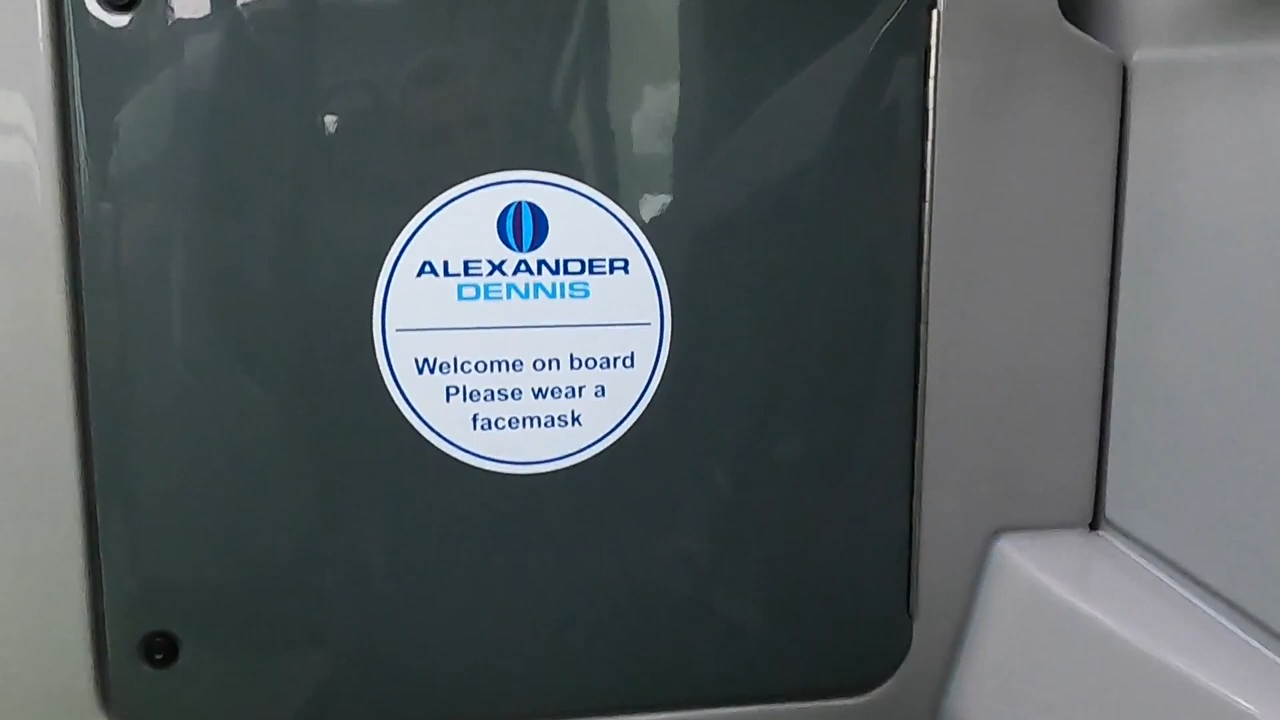 ALEXANDER
DENNIS
Welcome on board
Please wear a
facemask